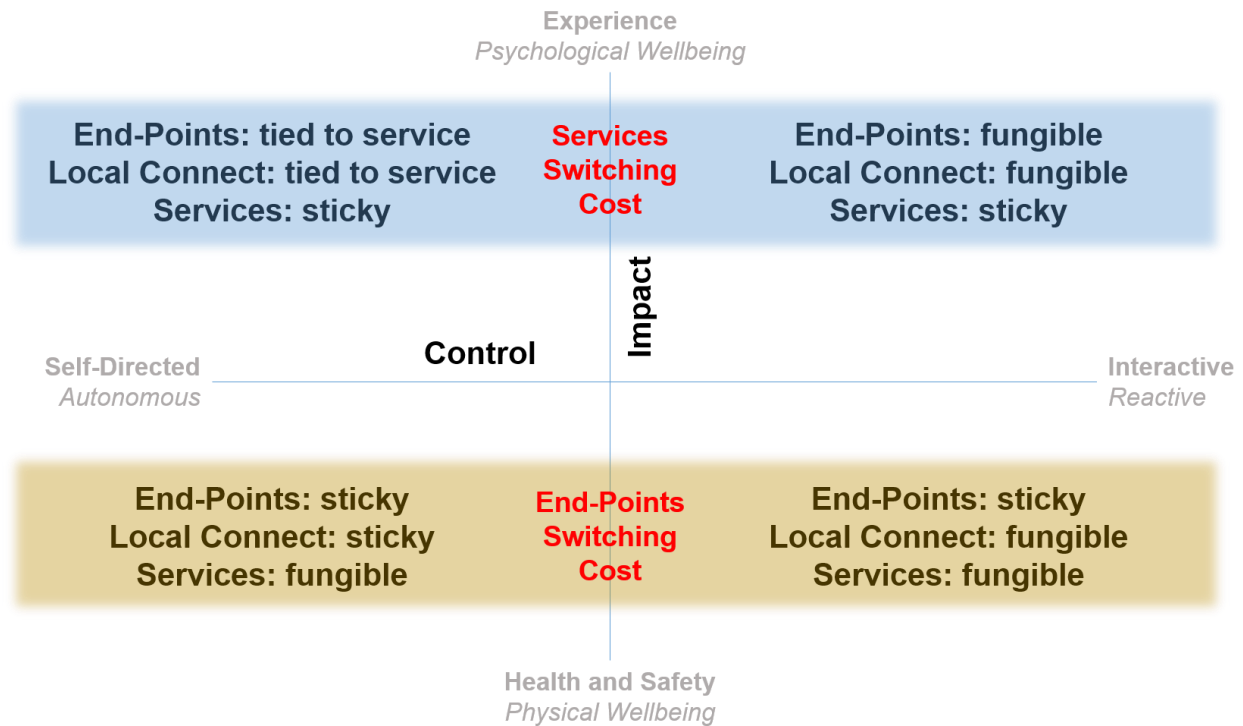 Experience
Psychological Wellbeing
End-Points: tied to service
Local Connect: tied to service
Services: sticky
Services
Switching
Cost
End-Points: fungible
Local Connect: fungible
Services: sticky
Impact
Control
Self-Directed
Autonomous
Interactive
Reactive
End-Points: sticky
Local Connect: sticky
Services: fungible
End-Points
Switching
Cost
End-Points: sticky
Local Connect: fungible
Services: fungible
Health and Safety
Physical Wellbeing